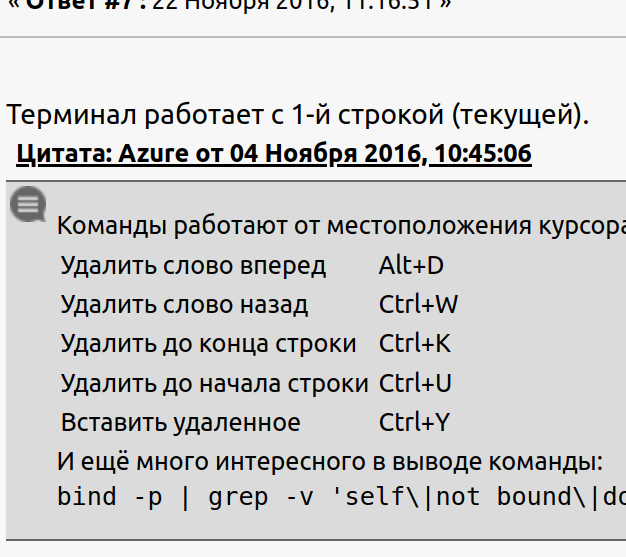 « Ответ #7 : 22 Ноября 2016, 11:16:51 »
Терминал работает с 1-й строкой (текущей).
Цитата: Azure от 04 Ноября 2016, 10:45:06
Команды работают от местоположения курсора
Удалить слово вперед Alt+D
Удалить слово назад Ctrl+W
Удалить до конца строки Ctrl+K
Удалить до начала строки Ctrl+U
Вставить удаленное Ctrl+Y
И ещё много интересного в выводе команды:
bind -p | grep -v 'self\|not bound\|do